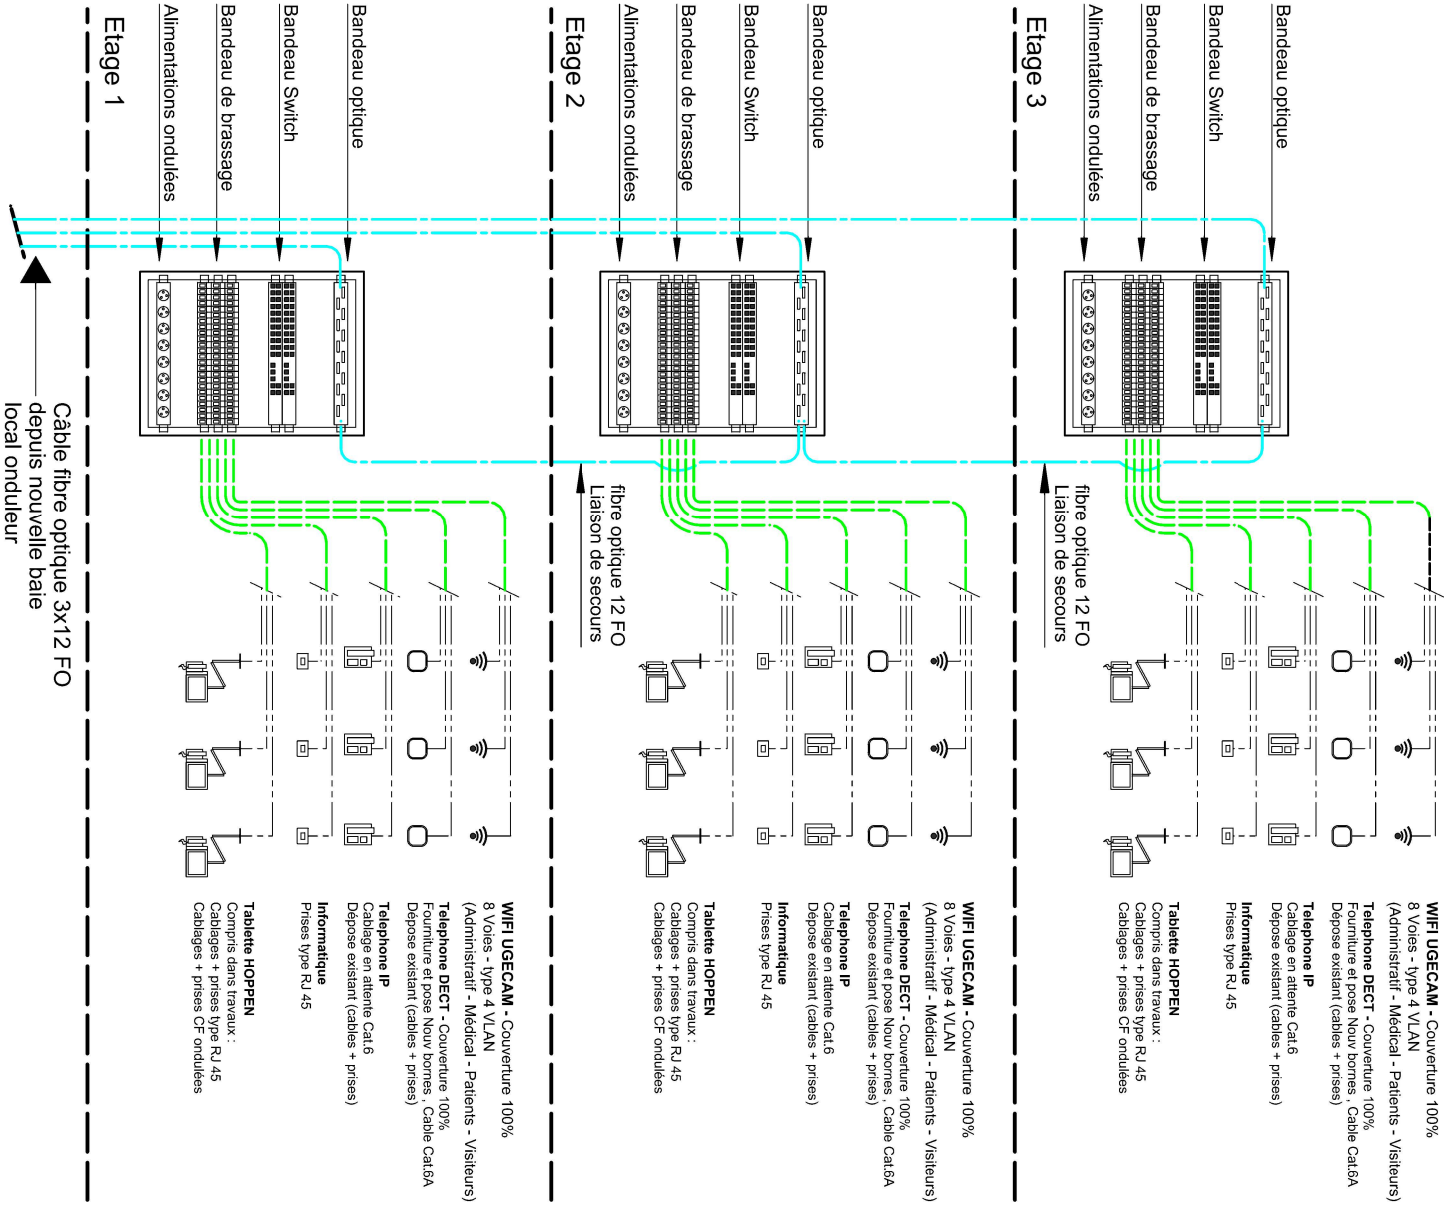 Etage 3
Bandeau optique
Bandeau Switch
Bandeau de brassage
Alimentations ondulées
fibre optique 12 FO
Liaison de secours
WIFI UGECAM - Couverture 100%
8 Voies - type 4 VLAN
(Administratif - Médical - Patients - Visiteurs)
Telephone DECT - Couverture 100%
Fourniture et pose Nouv bornes , Cable Cat.6A
Dépose existant (cables + prises)
Telephone IP
Cablage en attente Cat.6
Dépose existant (cables + prises)
Informatique
Prises type RJ 45
Tablette HOPPEN
Compris dans travaux :
Cablages + prises type RJ 45
Cablages + prises CF ondulées
Etage 2
Bandeau optique
Bandeau Switch
Bandeau de brassage
Alimentations ondulées
fibre optique 12 FO
Liaison de secours
WIFI UGECAM - Couverture 100%
8 Voies - type 4 VLAN
(Administratif - Médical - Patients - Visiteurs)
Telephone DECT - Couverture 100%
Fourniture et pose Nouv bornes , Cable Cat.6A
Dépose existant (cables + prises)
Telephone IP
Cablage en attente Cat.6
Dépose existant (cables + prises)
Informatique
Prises type RJ 45
Tablette HOPPEN
Compris dans travaux :
Cablages + prises type RJ 45
Cablages + prises CF ondulées
Etage 1
Bandeau optique
Bandeau Switch
Bandeau de brassage
Alimentations ondulées
WIFI UGECAM - Couverture 100%
8 Voies - type 4 VLAN
(Administratif - Médical - Patients - Visiteurs)
Telephone DECT - Couverture 100%
Fourniture et pose Nouv bornes , Cable Cat.6A
Dépose existant (cables + prises)
Telephone IP
Cablage en attente Cat.6
Dépose existant (cables + prises)
Informatique
Prises type RJ 45
Tablette HOPPEN
Compris dans travaux :
Cablages + prises type RJ 45
Cablages + prises CF ondulées
Câble fibre optique 3x12 FO
depuis nouvelle baie
local onduleur